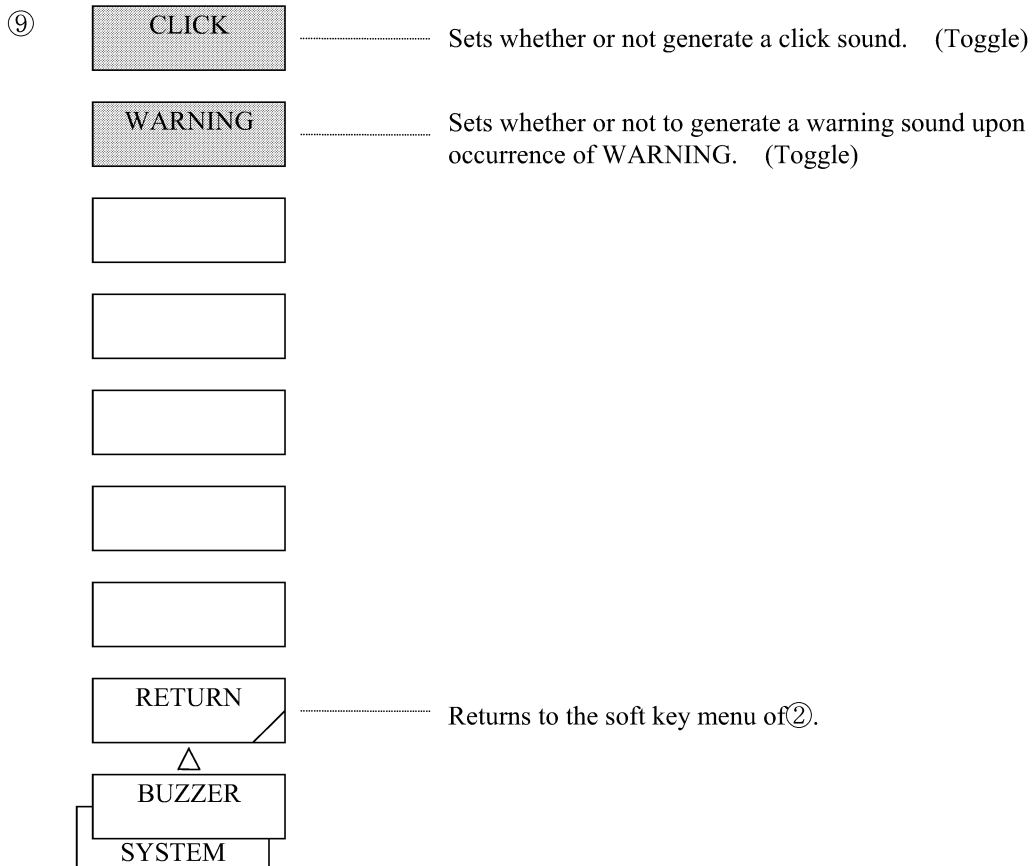 ⑨
CLICK
Sets whether or not generate a click sound. (Toggle)
WARNING
Sets whether or not to generate a warning sound upon
occurrence of WARNING. (Toggle)
RETURN
Returns to the soft key menu of②.
BUZZER
SYSTEM